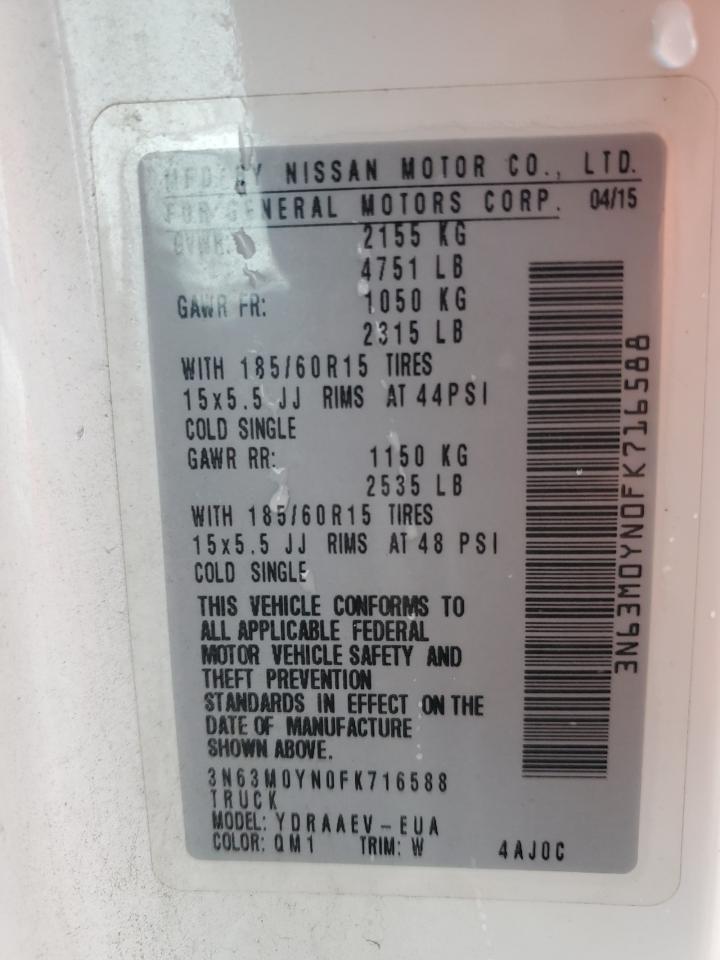 MFD BY NISSAN MOTOR CO., LTD.
FOR GENERAL MOTORS CORP. 04/15
GVWR: 2155 KG
4751 LB
GAWR FR: 1050 KG
2315 LB
WITH 185/60R15 TIRES
15x5.5 JJ RIMS AT 44PSI
COLD SINGLE
GAWR RR: 1150 KG
2535 LB
WITH 185/60R15 TIRES
15x5.5 JJ RIMS AT 48 PSI
COLD SINGLE
THIS VEHICLE CONFORMS TO
ALL APPLICABLE FEDERAL
MOTOR VEHICLE SAFETY AND
THEFT PREVENTION
STANDARDS IN EFFECT ON THE
DATE OF MANUFACTURE
SHOWN ABOVE.
3N63M0YN0FK716588
TRUCK
MODEL: YDRAAEV-EUA
COLOR: QM1 TRIM: W 4AJ0C
3N63M0YN0FK716588